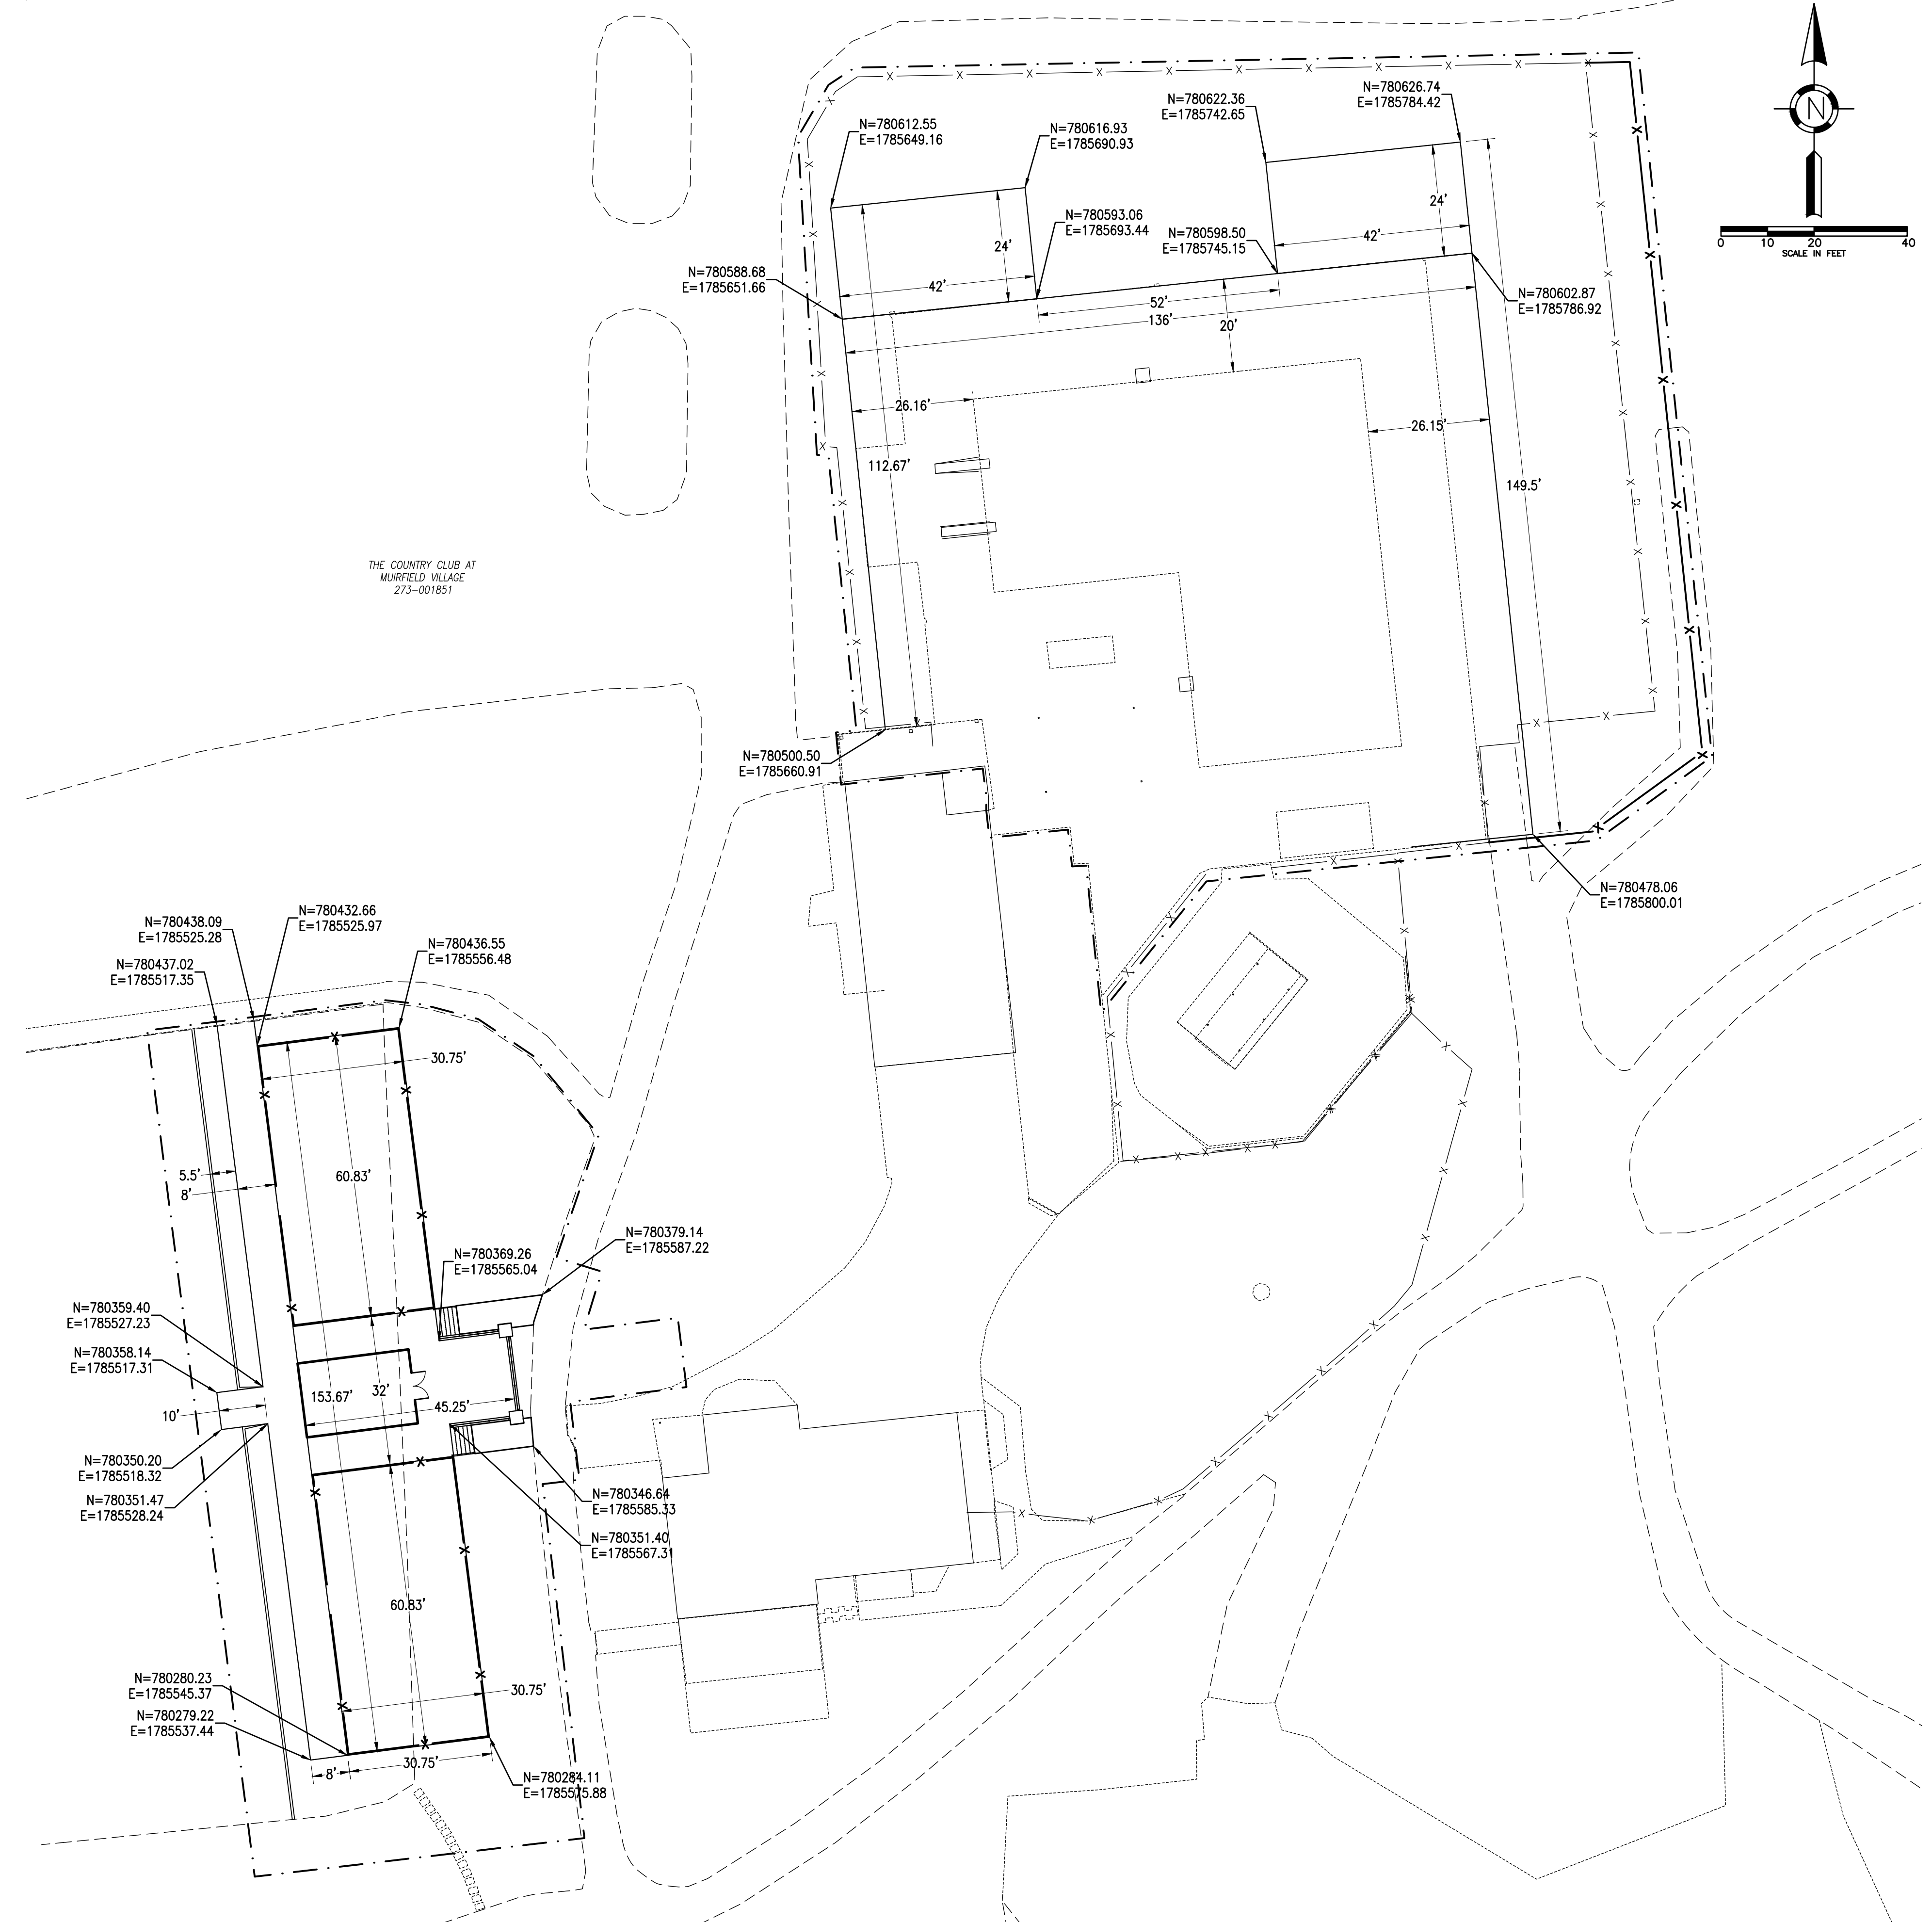 N
0 10 20 40
SCALE IN FEET
N=780626.74
E=1785784.42
N=780622.36
E=1785742.65
N=780612.55
E=1785649.16
N=780616.93
E=1785690.93
N=780593.06
E=1785693.44
N=780598.50
E=1785745.15
24'
42'
24'
42'
N=780588.68
E=1785651.66
N=780602.87
E=1785786.92
52'
136'
20'
26.16'
26.15'
112.67'
149.5'
THE COUNTRY CLUB AT
MUIRFIELD VILLAGE
273-001851
N=780500.50
E=1785660.91
N=780478.06
E=1785800.01
N=780438.09
E=1785525.28
N=780432.66
E=1785525.97
N=780436.55
E=1785556.48
N=780437.02
E=1785517.35
30.75'
5.5'
8'
60.83'
N=780379.14
E=1785587.22
N=780369.26
E=1785565.04
N=780359.40
E=1785527.23
N=780358.14
E=1785517.31
153.67'
32'
45.25'
10'
N=780350.20
E=1785518.32
N=780351.47
E=1785528.24
N=780346.64
E=1785585.33
N=780351.40
E=1785567.31
60.83'
30.75'
N=780280.23
E=1785545.37
N=780279.22
E=1785537.44
30.75'
8'
N=780284.11
E=1785575.88